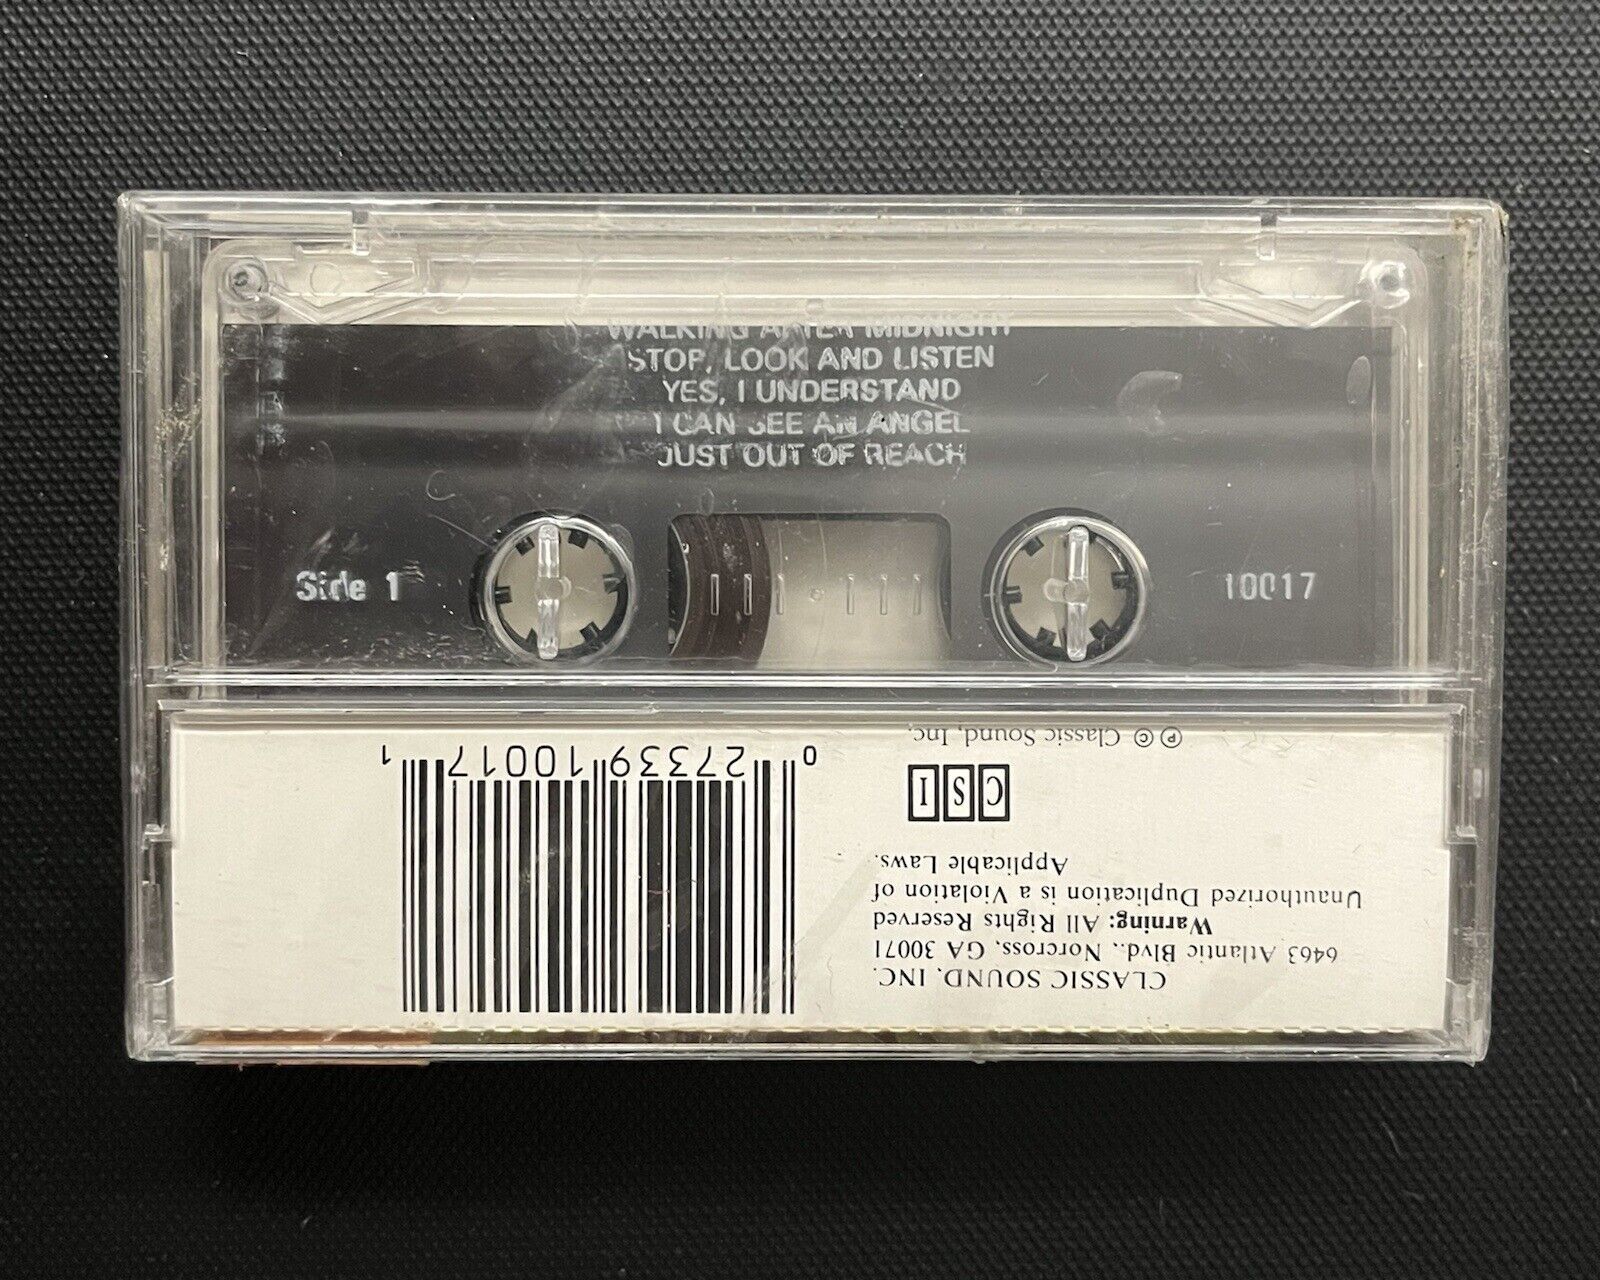 WALKING AFTER MIDNIGHT
STOP, LOOK AND LISTEN
YES, I UNDERSTAND
I CAN SEE AN ANGEL
JUST OUT OF REACH
Side 1
10017
CLASSIC SOUND, INC.
6463 Atlantic Blvd., Norcross, GA 30071
Warning: All Rights Reserved
Unauthorized Duplication is a Violation of
Applicable Laws.
CSI
℗ © Classic Sound, Inc.
0 27339 10017 1